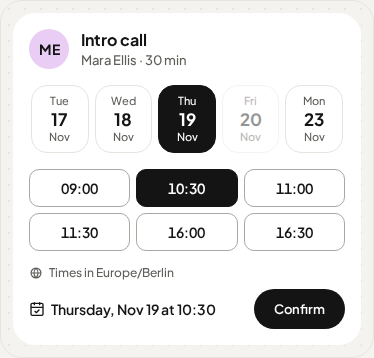 ME
Intro call
Mara Ellis · 30 min
Tue Wed Thu Fri Mon
17 18 19 20 23
Nov Nov Nov Nov Nov
09:00 10:30 11:00
11:30 16:00 16:30
Times in Europe/Berlin
Thursday, Nov 19 at 10:30 Confirm